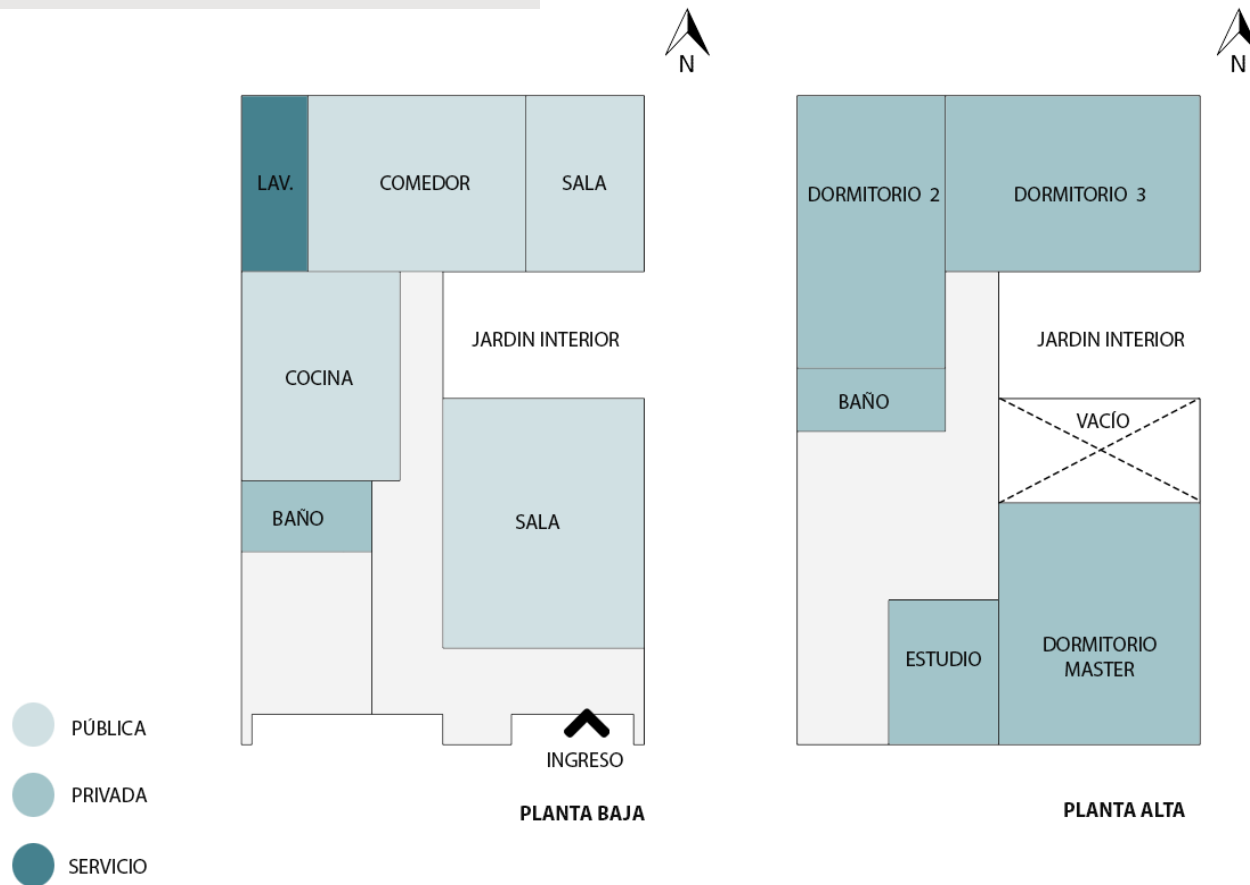 N
N
LAV.
COMEDOR
SALA
DORMITORIO 2
DORMITORIO 3
JARDIN INTERIOR
JARDIN INTERIOR
COCINA
BAÑO
VACÍO
BAÑO
SALA
ESTUDIO
DORMITORIO
MASTER
PÚBLICA
INGRESO
PRIVADA
PLANTA BAJA
PLANTA ALTA
SERVICIO